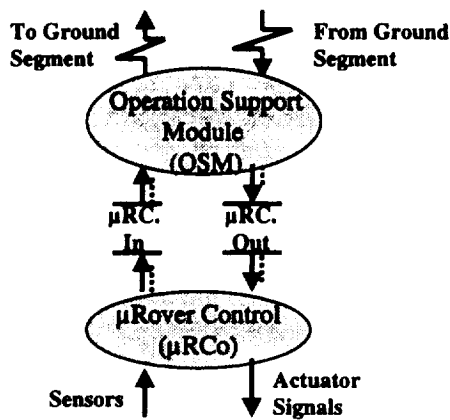 To Ground
Segment
From Ground
Segment
Operation Support
Module
(OSM)
μRC.
In
μRC.
Out
μRover Control
(μRCo)
Sensors
Actuator
Signals